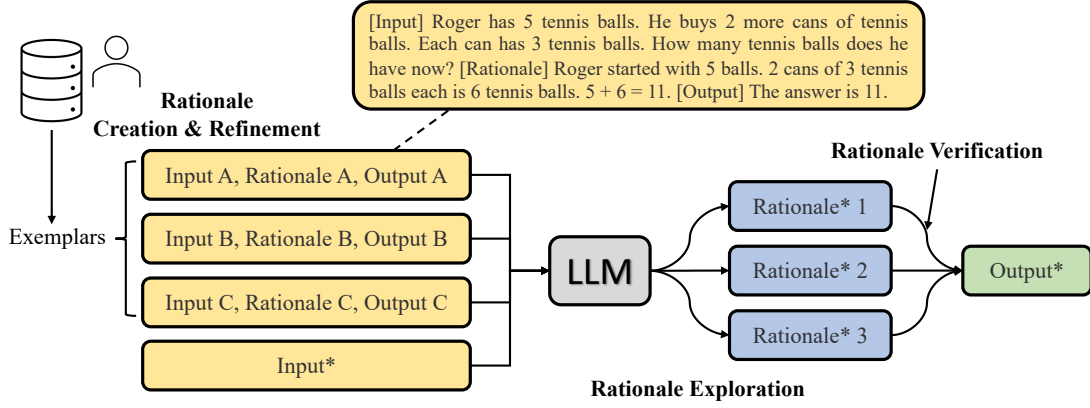 [Input] Roger has 5 tennis balls. He buys 2 more cans of tennis
balls. Each can has 3 tennis balls. How many tennis balls does he
have now? [Rationale] Roger started with 5 balls. 2 cans of 3 tennis
balls each is 6 tennis balls. 5 + 6 = 11. [Output] The answer is 11.
Rationale
Creation & Refinement
Exemplars
Input A, Rationale A, Output A
Input B, Rationale B, Output B
Input C, Rationale C, Output C
Input*
LLM
Rationale* 1
Rationale* 2
Rationale* 3
Rationale Exploration
Rationale Verification
Output*